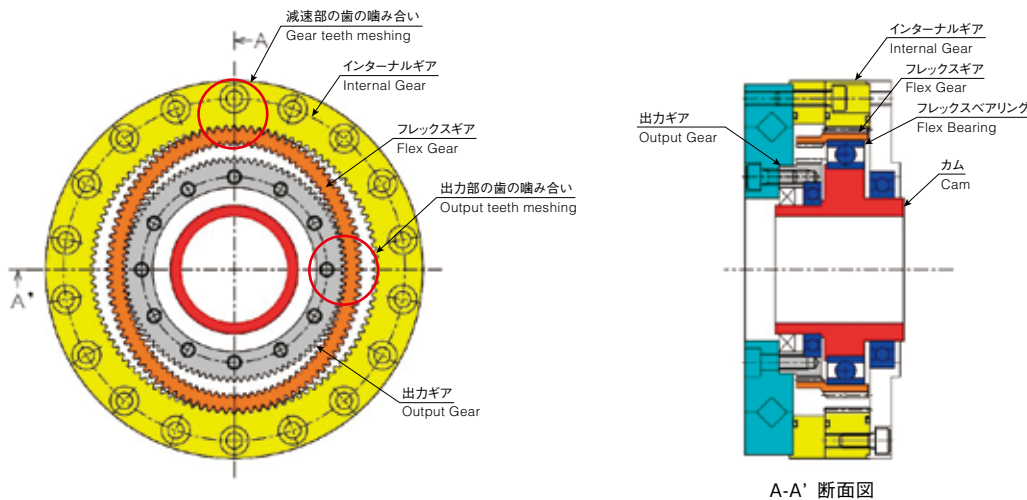 減速部の歯の噛み合い
Gear teeth meshing
A
インターナルギア
Internal Gear
フレックスギア
Flex Gear
出力部の歯の噛み合い
Output teeth meshing
A'
出力ギア
Output Gear
インターナルギア
Internal Gear
フレックスギア
Flex Gear
フレックスベアリング
Flex Bearing
出力ギア
Output Gear
カム
Cam
A-A' 断面図